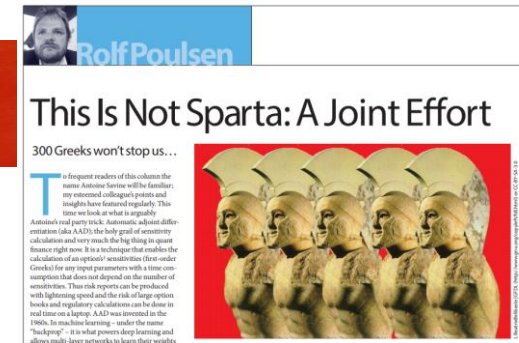 Rolf Poulsen
This Is Not Sparta: A Joint Effort
300 Greeks won't stop us…
To frequent readers of this column the
name Antoine Savine will be familiar;
my esteemed colleague's points and
insights have featured regularly. This
time we look at what is arguably
Antoine's real party trick: Automatic adjoint differ-
entiation (aka AAD); the holy grail of sensitivity
calculation and very much the big thing in quant
finance right now. It is a technique that enables the
calculation of an option's¹ sensitivities (first-order
Greeks) for any input parameters with a time con-
sumption that does not depend on the number of
sensitivities. Thus risk reports can be produced
with lightening speed and the risk of large option
books and regulatory calculations can be done in
real time on a laptop. AAD was invented in the
1960s. In machine learning – under the name
"backprop" – it is what powers deep learning and
allows multi-layer networks to learn their weights